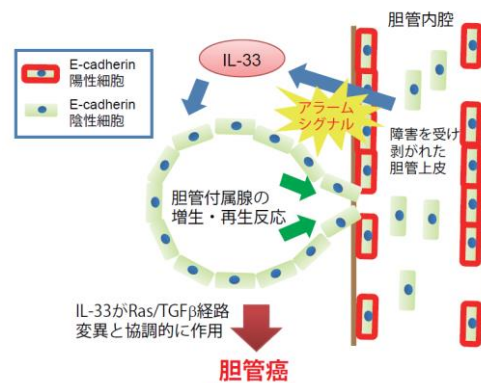 E-cadherin
陽性細胞
E-cadherin
陰性細胞
IL-33
アラーム
シグナル
胆管内腔
障害を受け
剥がれた
胆管上皮
胆管付属腺の
増生・再生反応
IL-33がRas/TGFβ経路
変異と協調的に作用
胆管癌